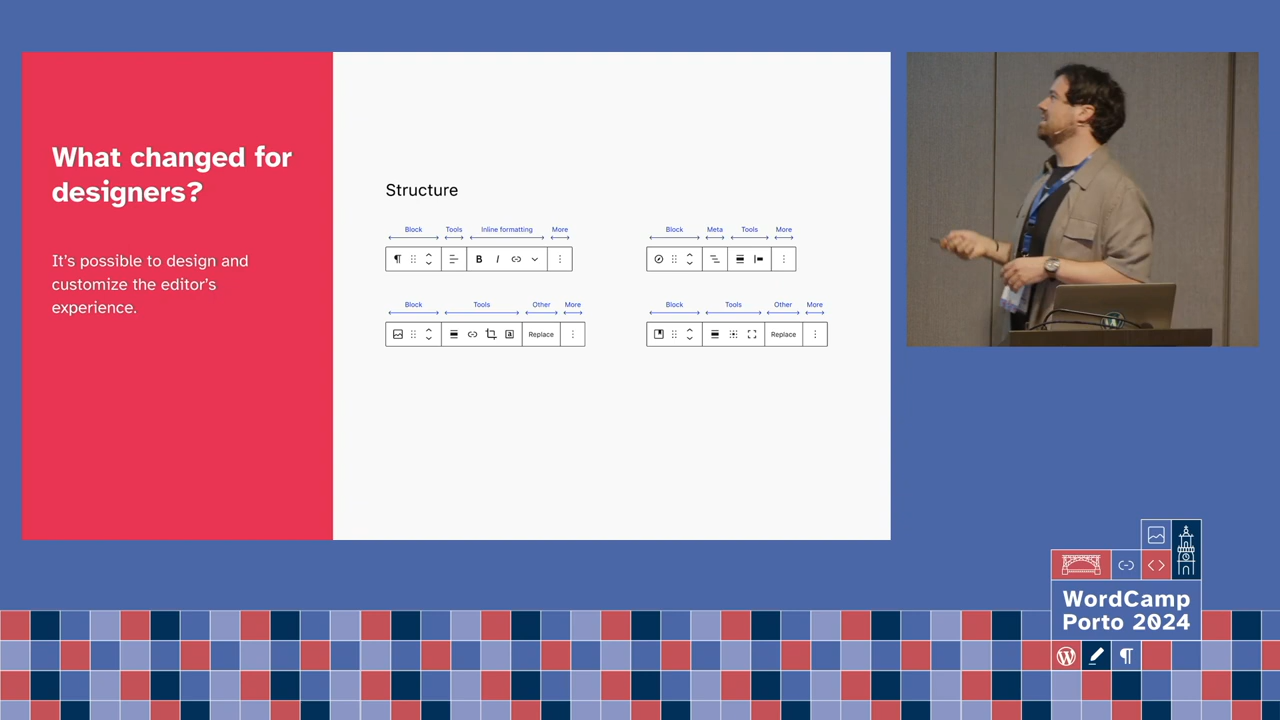 What changed for
designers?
It's possible to design and
customize the editor's
experience.
Structure
Block Tools Inline formatting More
B I
Block Meta Tools More
Block Tools Other More
Replace
Block Tools Other More
Replace
WordCamp
Porto 2024